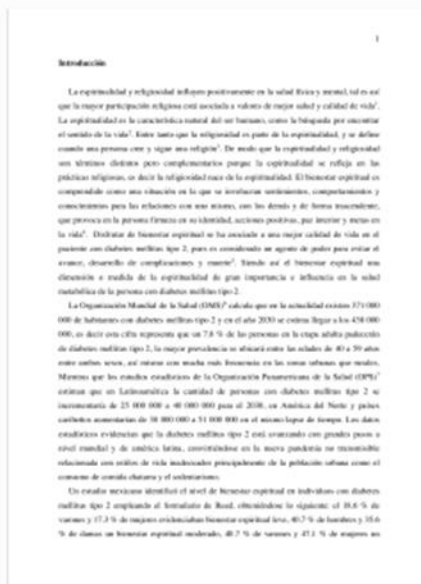 1
Introducción
La espiritualidad y religiosidad influyen positivamente en la salud física y mental, tal es así
que la mayor participación religiosa está asociada a valores de mejor salud y calidad de vida¹.
La espiritualidad es la característica natural del ser humano, como la búsqueda por encontrar
el sentido de la vida². Entre tanto que la religiosidad es parte de la espiritualidad, y se define
cuando una persona cree y sigue una religión³. De modo que la espiritualidad y religiosidad
son términos distintos pero complementarios porque la espiritualidad se refleja en las
prácticas religiosas, es decir la religiosidad nace de la espiritualidad. El bienestar espiritual es
comprendido como una situación en la que se involucran sentimientos, comportamientos y
conocimientos para las relaciones con uno mismo, con los demás y de forma trascendente,
que provoca en la persona firmeza en su identidad, acciones positivas, paz interior y metas en
la vida⁴. Disfrutar de bienestar espiritual se ha asociado a una mejor calidad de vida en el
paciente con diabetes mellitus tipo 2, pues es considerado un agente de poder para evitar el
avance, desarrollo de complicaciones y muerte⁵. Siendo así el bienestar espiritual una
dimensión o medida de la espiritualidad de gran importancia e influencia en la salud
metabólica de la persona con diabetes mellitus tipo 2.
La Organización Mundial de la Salud (OMS)⁶ calcula que en la actualidad existen 371 000
000 de habitantes con diabetes mellitus tipo 2 y en el año 2030 se estima llegar a los 438 000
000, es decir esta cifra representa que un 7.8 % de las personas en la etapa adulta padecerán
de diabetes mellitus tipo 2, la mayor prevalencia se ubicará entre las edades de 40 a 59 años
entre ambos sexos, así mismo con mucha más frecuencia en las zonas urbanas que rurales.
Mientras que los estudios estadísticos de la Organización Panamericana de la Salud (OPS)⁷
estiman que en Latinoamérica la cantidad de personas con diabetes mellitus tipo 2 se
incrementaría de 25 000 000 a 40 000 000 para el 2030, en América del Norte y países
caribeños aumentarían de 38 000 000 a 51 000 000 en el mismo lapso de tiempo. Los datos
estadísticos evidencian que la diabetes mellitus tipo 2 está avanzando con grandes pasos a
nivel mundial y de américa latina, convirtiéndose en la nueva pandemia no transmisible
relacionada con estilos de vida inadecuados principalmente de la población urbana como el
consumo de comida chatarra y el sedentarismo.
Un estudio mexicano identificó el nivel de bienestar espiritual en individuos con diabetes
mellitus tipo 2 empleando el formulario de Reed, obteniéndose lo siguiente: el 18.6 % de
varones y 17.3 % de mujeres evidenciaban bienestar espiritual leve, 40.7 % de hombres y 35.6
% de damas un bienestar espiritual moderado, 40.7 % de varones y 47.1 % de mujeres un